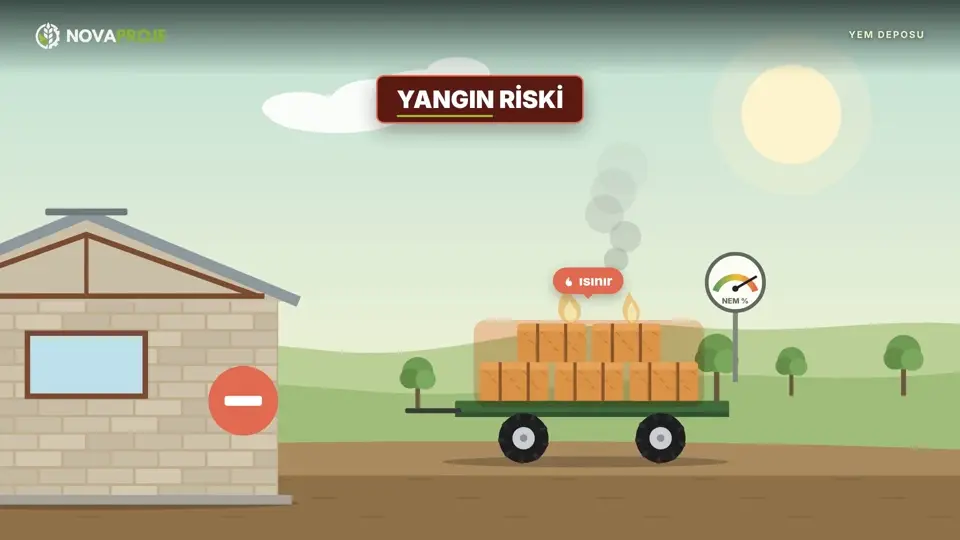 NOVAPROJE
YEM DEPOSU
YANGIN RİSKİ
ısınır
NEM %